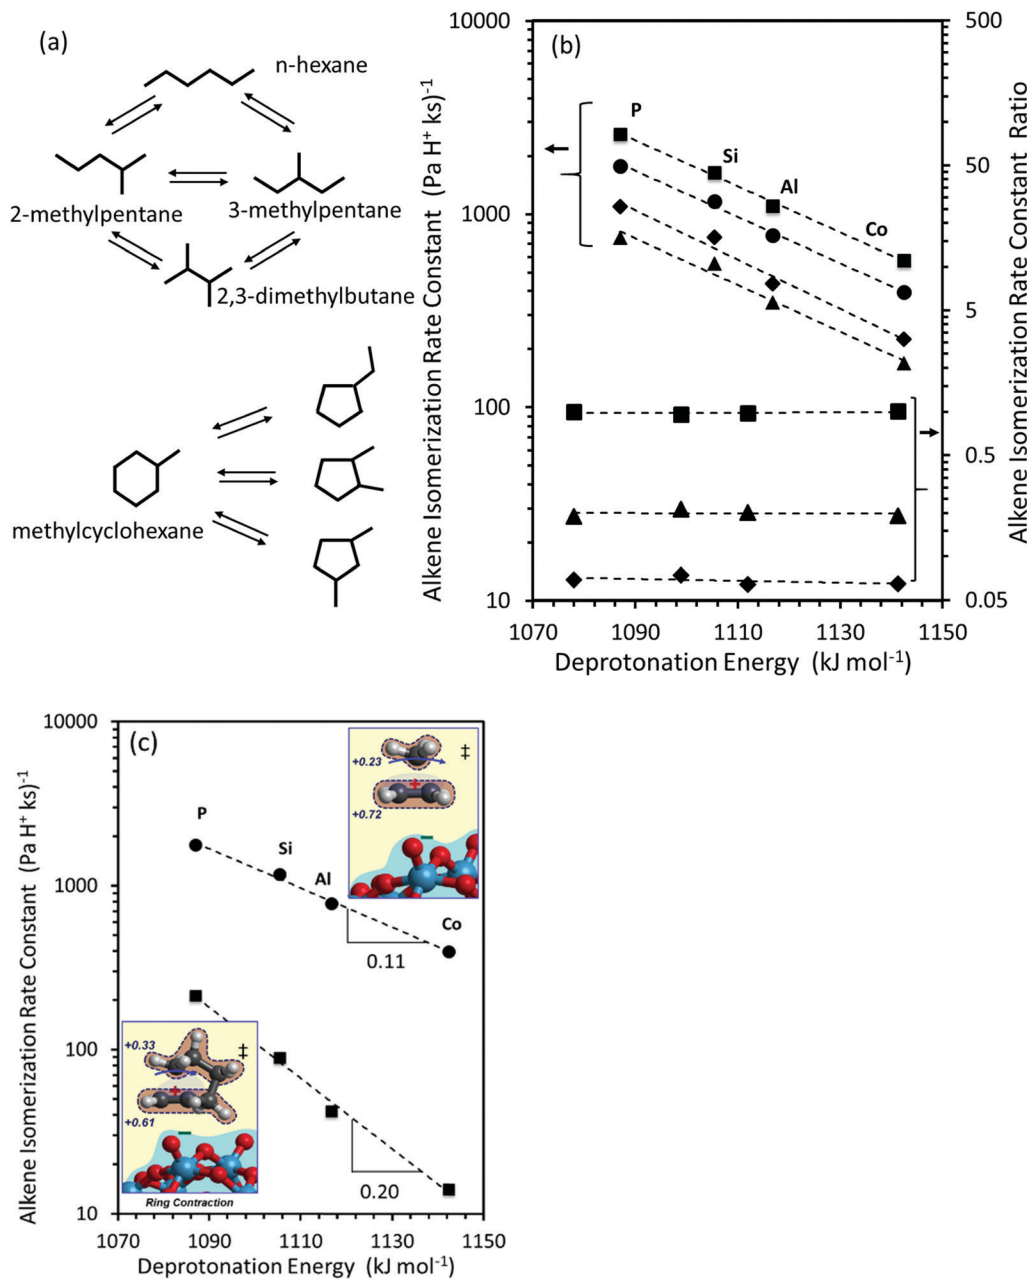 (a)
n-hexane
2-methylpentane
3-methylpentane
2,3-dimethylbutane
methylcyclohexane
(b)
Alkene Isomerization Rate Constant (Pa H⁺ ks)⁻¹
10000
1000
100
10
P
Si
Al
Co
500
50
5
0.5
0.05
Alkene Isomerization Rate Constant Ratio
1070 1090 1110 1130 1150
Deprotonation Energy (kJ mol⁻¹)
(c)
Alkene Isomerization Rate Constant (Pa H⁺ ks)⁻¹
10000
1000
100
10
P
Si
Al
Co
0.11
0.20
+0.23
+
‡
+0.72
−
+0.33
‡
+
+0.61
−
Ring Contraction
1070 1090 1110 1130 1150
Deprotonation Energy (kJ mol⁻¹)